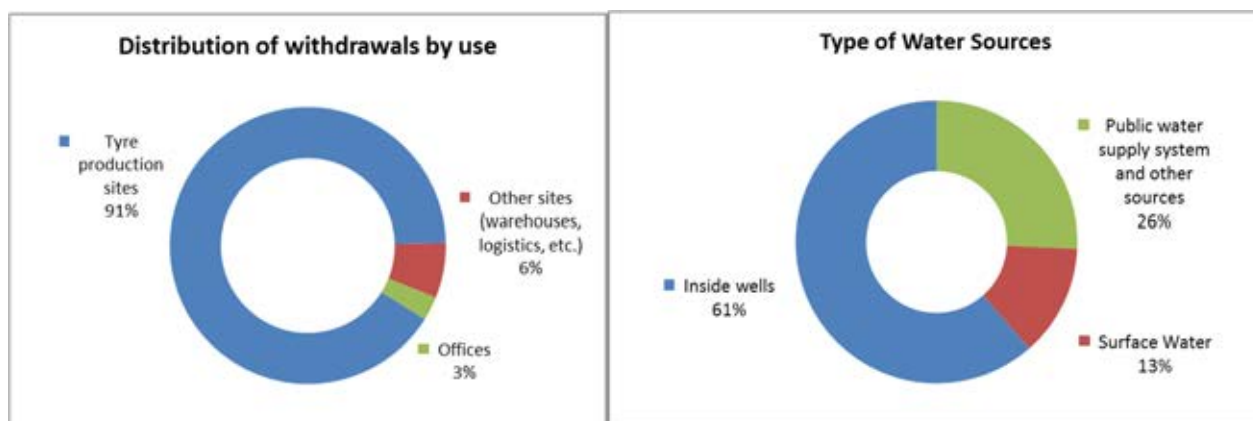 Distribution of withdrawals by use
Tyre
production
sites
91%
Other sites
(warehouses,
logistics, etc.)
6%
Offices
3%
Type of Water Sources
Public water
supply system
and other
sources
26%
Inside wells
61%
Surface Water
13%